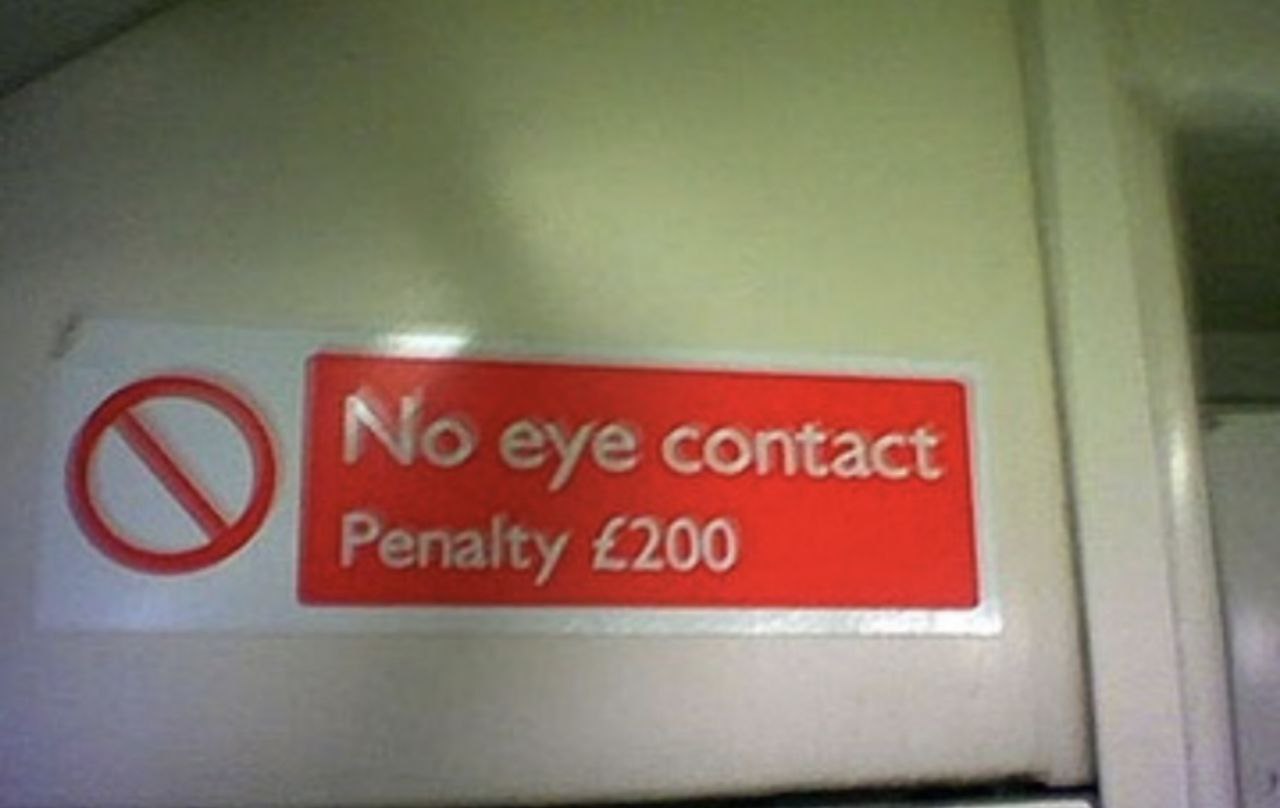 No eye contact
Penalty £200